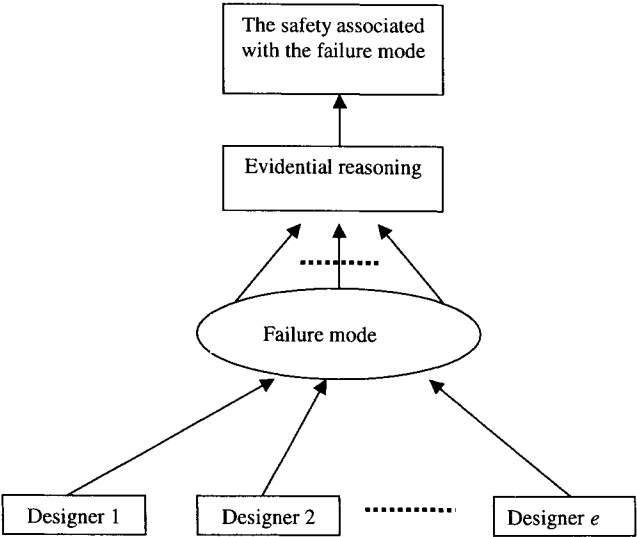 The safety associated
with the failure mode
Evidential reasoning
Failure mode
Designer 1
Designer 2
Designer e